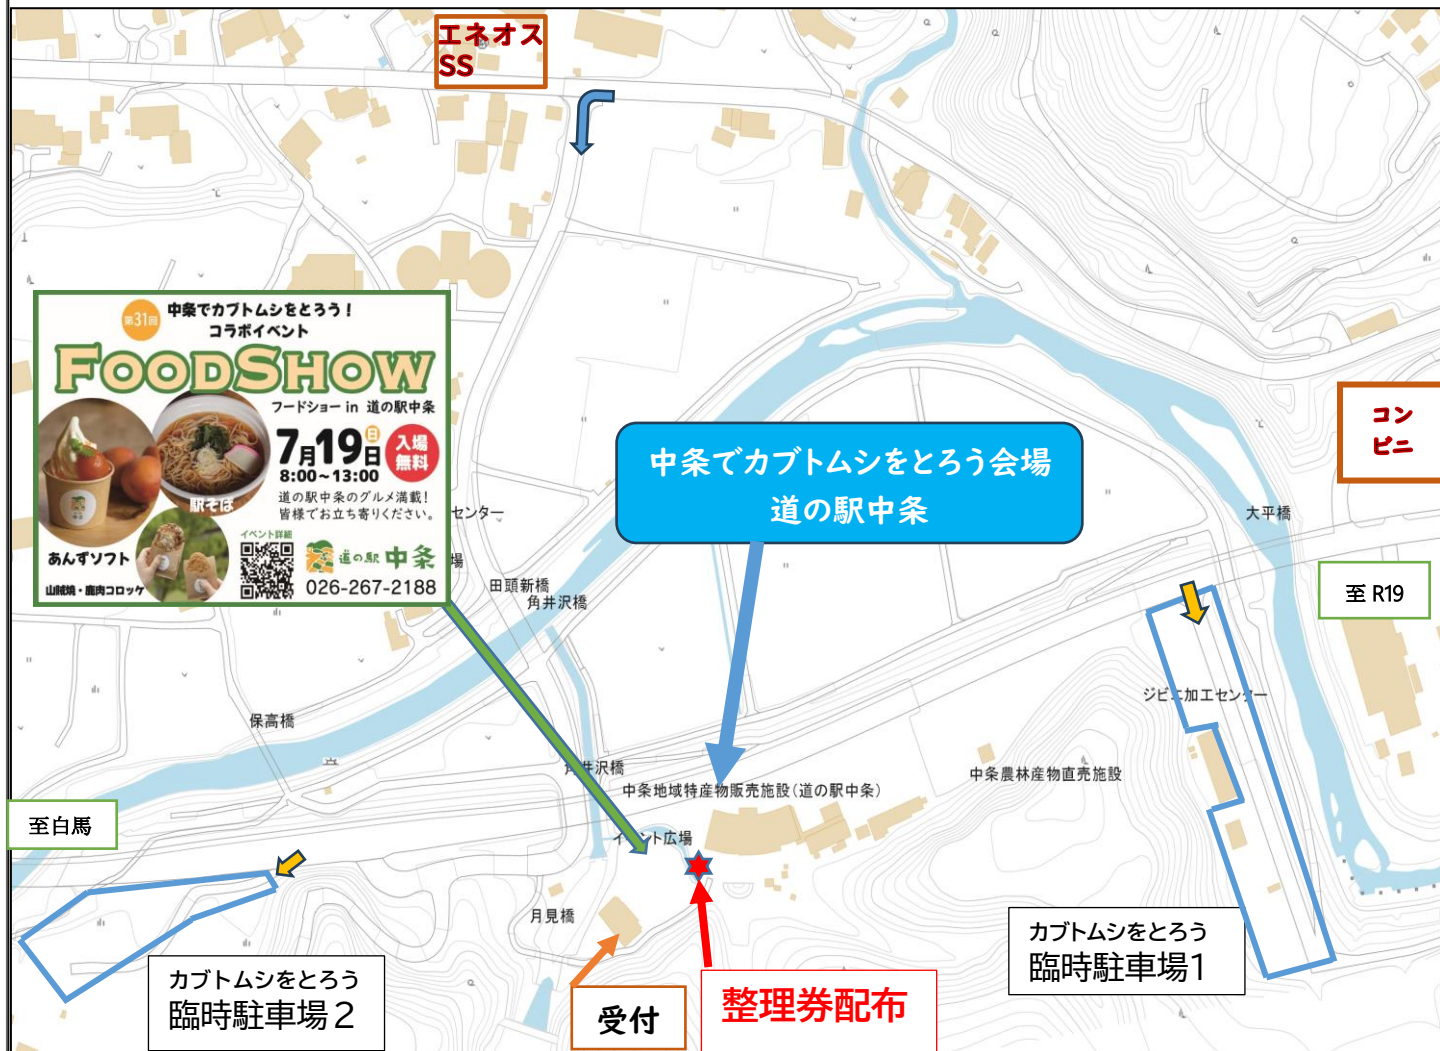 エネオス
SS
第31回
中条でカブトムシをとろう！
コラボイベント
FOODSHOW
フードショー in 道の駅中条
7月19日
日
8:00～13:00
入場
無料
道の駅中条のグルメ満載！
皆様でお立ち寄りください。
駅そば
あんずソフト
山賊焼・鹿肉コロッケ
イベント詳細
道の駅 中条
026-267-2188
センター
場
中条でカブトムシをとろう会場
道の駅中条
コン
ビニ
大平橋
至 R19
田頭新橋
角井沢橋
ジビエ加工センター
保高橋
角井沢橋
中条農林産物直売施設
中条地域特産物販売施設(道の駅中条)
至白馬
イベント広場
月見橋
カブトムシをとろう
臨時駐車場１
カブトムシをとろう
臨時駐車場２
受付
整理券配布